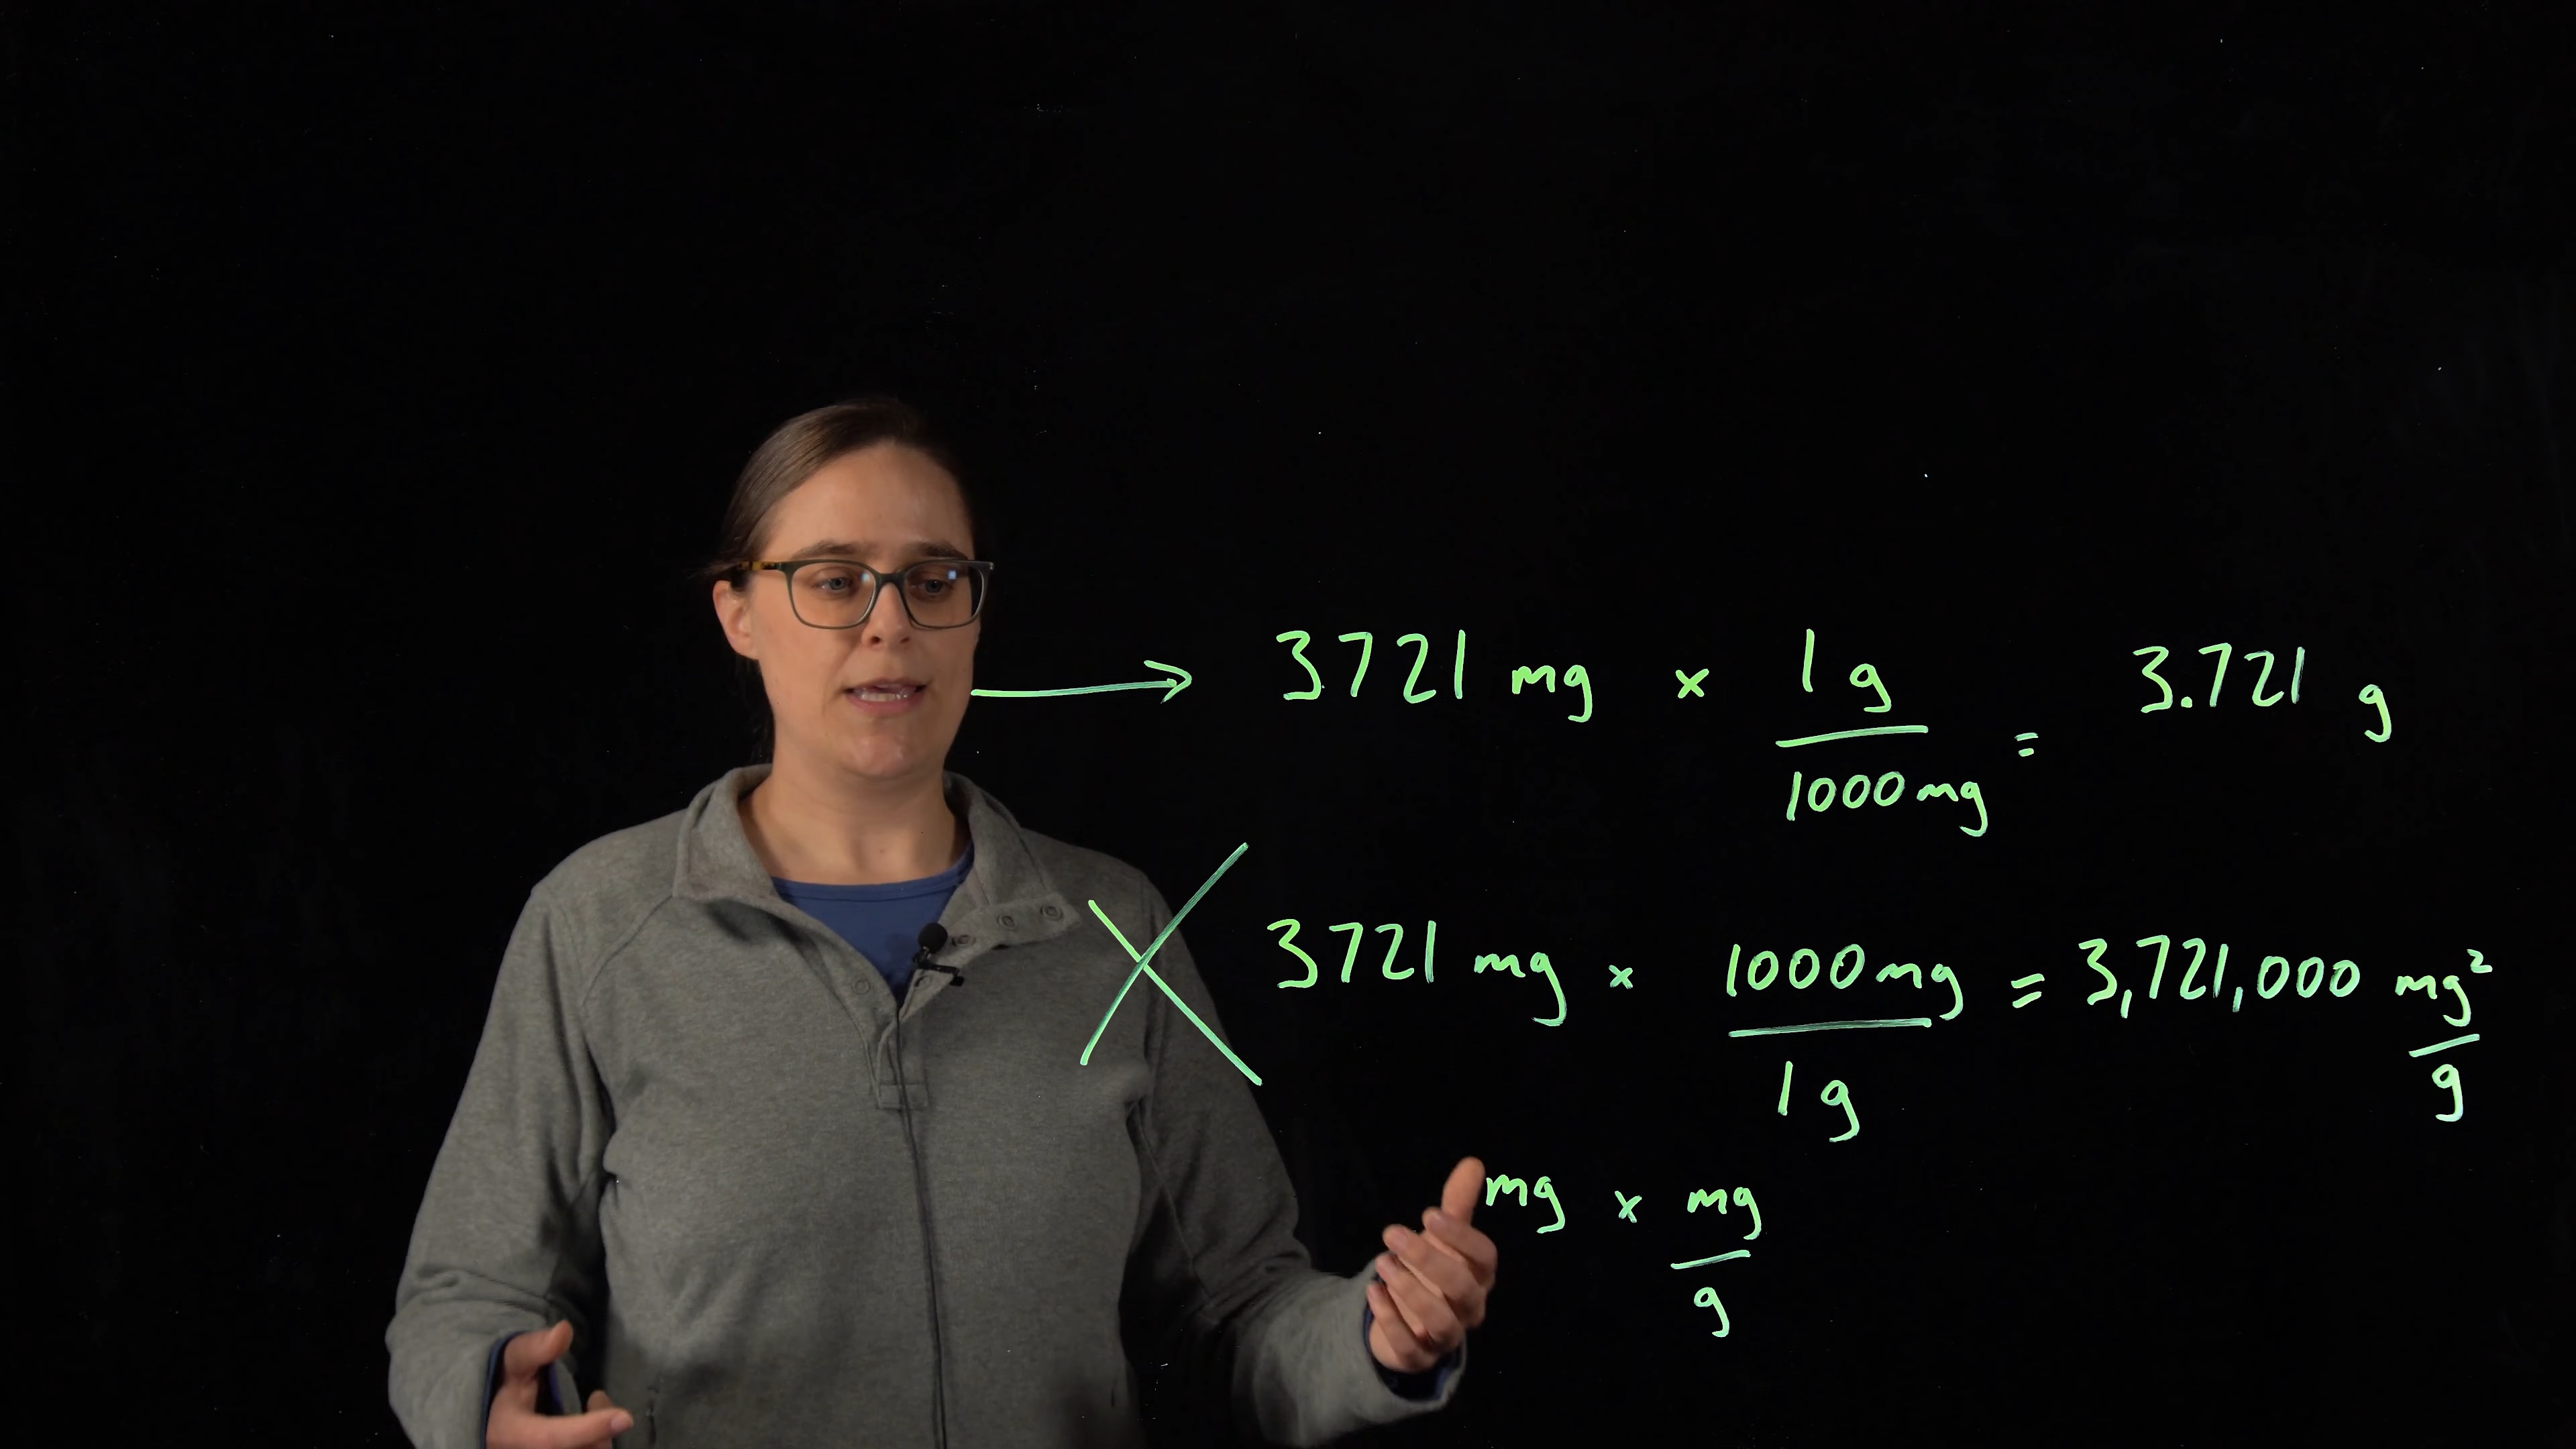 3721 mg x 1 g / 1000 mg = 3.721 g
3721 mg x 1000 mg / 1 g = 3,721,000 mg² / g
mg x mg / g